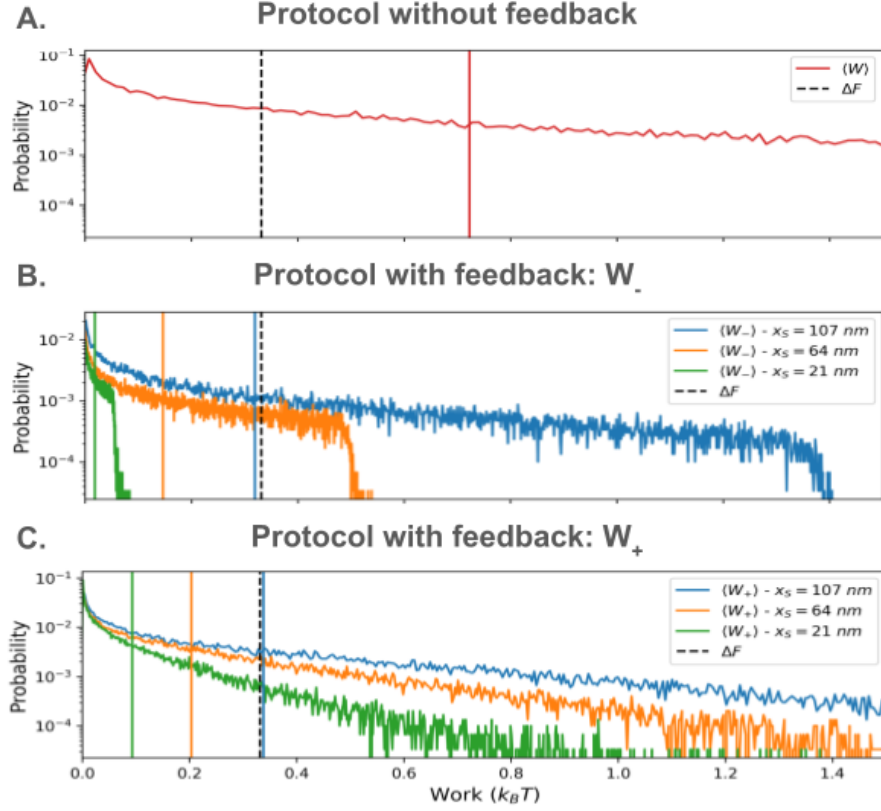 A. Protocol without feedback
10⁻¹
10⁻²
10⁻³
10⁻⁴
Probability
⟨W⟩
ΔF
B. Protocol with feedback: W₋
10⁻²
10⁻³
10⁻⁴
Probability
⟨W₋⟩ - x_S = 107 nm
⟨W₋⟩ - x_S = 64 nm
⟨W₋⟩ - x_S = 21 nm
ΔF
C. Protocol with feedback: W₊
10⁻¹
10⁻²
10⁻³
10⁻⁴
Probability
⟨W₊⟩ - x_S = 107 nm
⟨W₊⟩ - x_S = 64 nm
⟨W₊⟩ - x_S = 21 nm
ΔF
0.0 0.2 0.4 0.6 0.8 1.0 1.2 1.4
Work (k_BT)